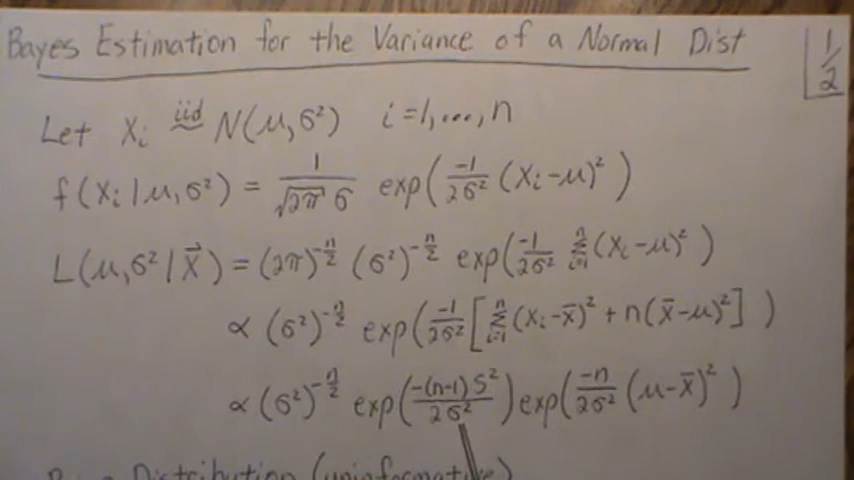 Bayes Estimation for the Variance of a Normal Dist
1/2
Let Xᵢ iid~ N(μ, σ²) i = 1, ..., n
f(Xᵢ | μ, σ²) = 1/(√(2π) σ) exp(-1/(2σ²) (Xᵢ - μ)²)
L(μ, σ² | X⃗) = (2π)^(-n/2) (σ²)^(-n/2) exp(-1/(2σ²) Σᵢ₌₁ⁿ (Xᵢ - μ)²)
∝ (σ²)^(-n/2) exp(-1/(2σ²) [Σᵢ₌₁ⁿ (Xᵢ - x̄)² + n(x̄ - μ)²])
∝ (σ²)^(-n/2) exp(-(n-1)S²/(2σ²)) exp(-n/(2σ²) (μ - x̄)²)
Distribution (uninformative)